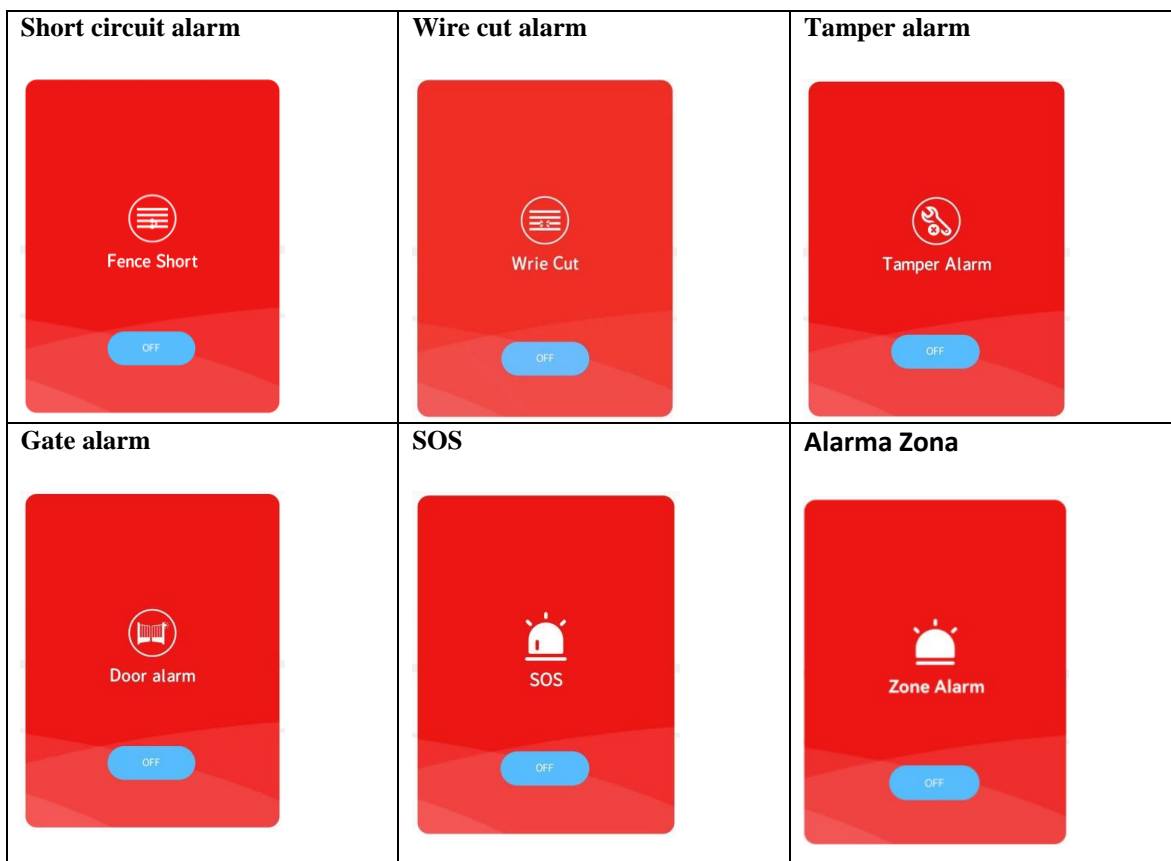 Short circuit alarm
Fence Short
OFF
Wire cut alarm
Wrie Cut
OFF
Tamper alarm
Tamper Alarm
OFF
Gate alarm
Door alarm
OFF
SOS
SOS
OFF
Alarma Zona
Zone Alarm
OFF